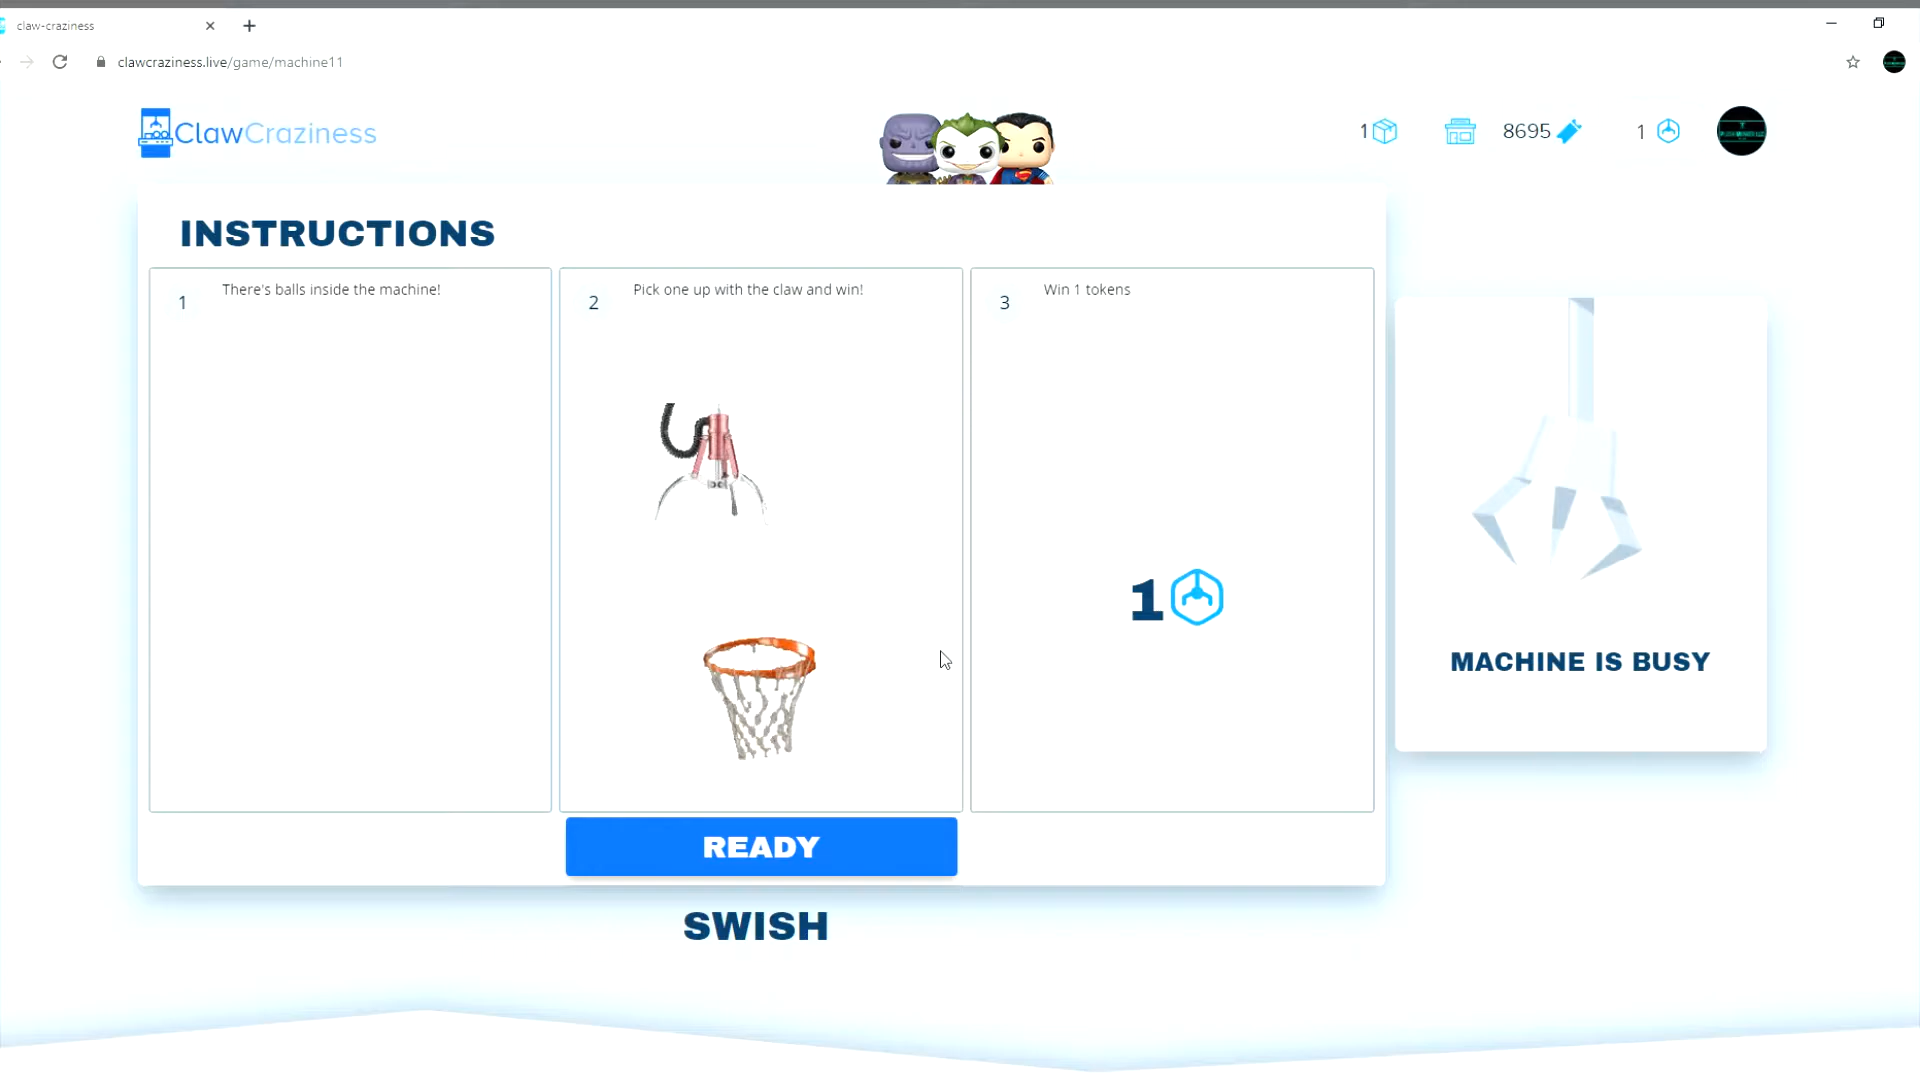 claw-craziness
clawcraziness.live/game/machine11
ClawCraziness
1
8695
1
INSTRUCTIONS
1
There's balls inside the machine!
2
Pick one up with the claw and win!
3
Win 1 tokens
1
MACHINE IS BUSY
READY
SWISH